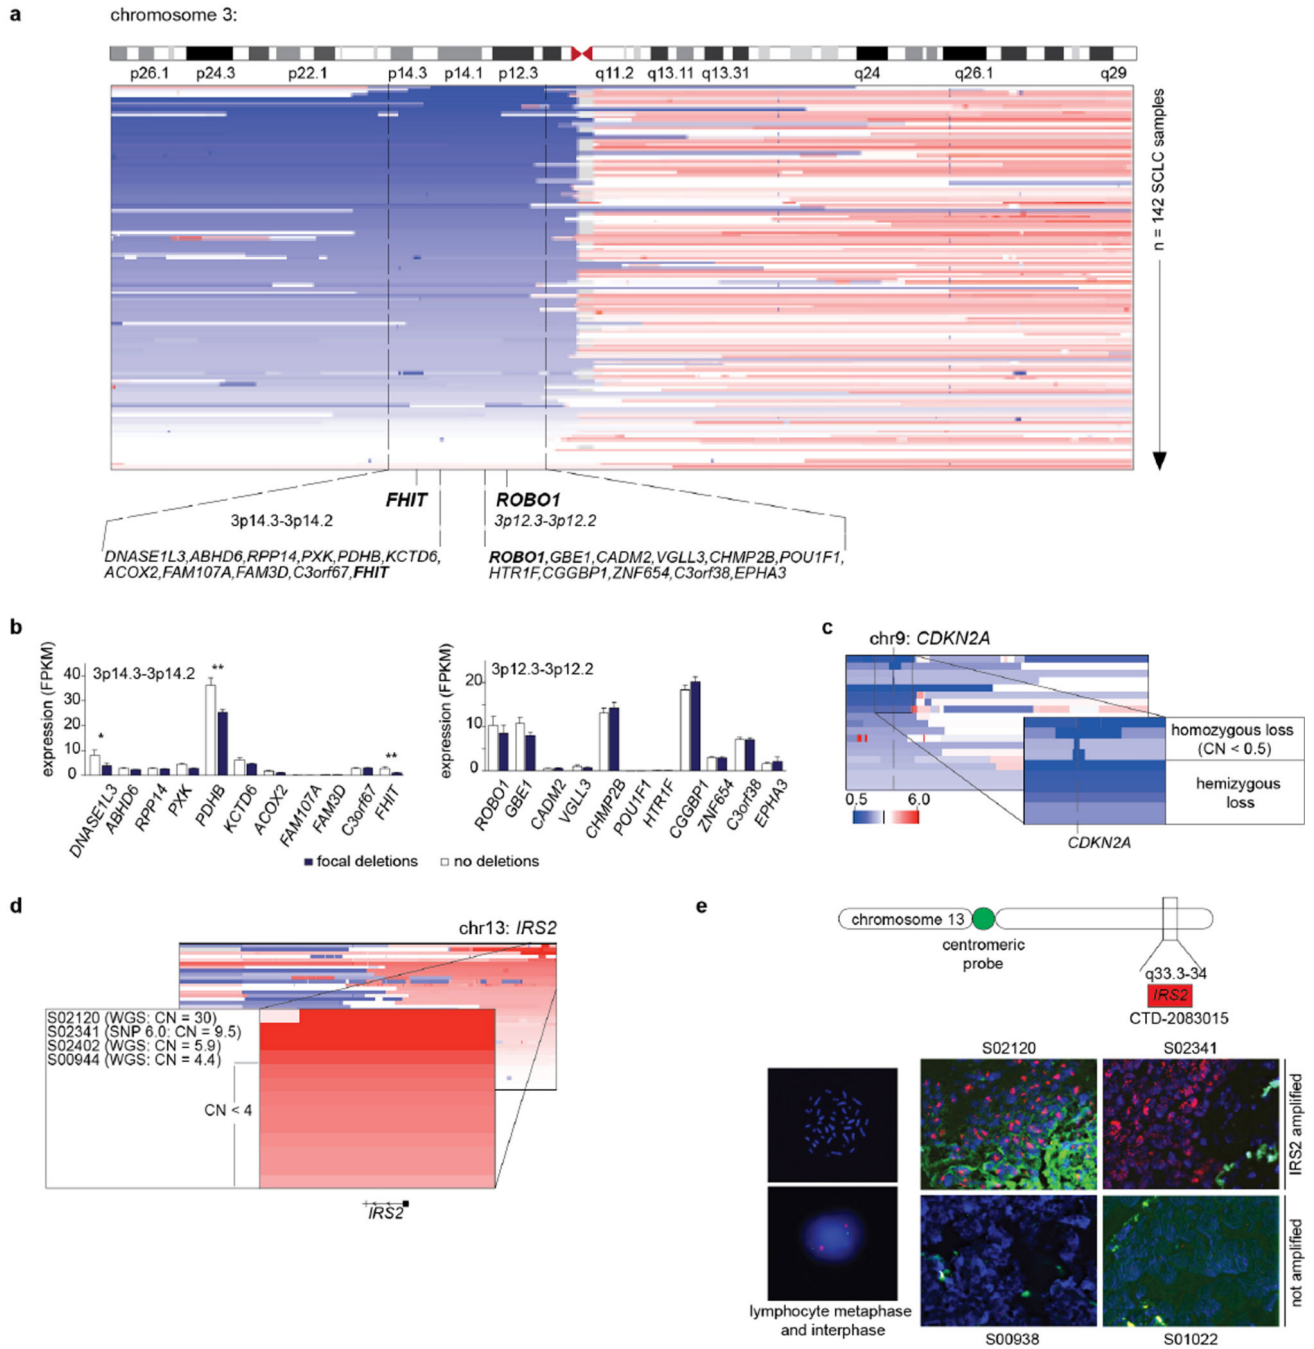 a
chromosome 3:
p26.1 p24.3 p22.1 p14.3 p14.1 p12.3 q11.2 q13.11 q13.31 q24 q26.1 q29
n = 142 SCLC samples
FHIT ROBO1
3p14.3-3p14.2 3p12.3-3p12.2
DNASE1L3,ABHD6,RPP14,PXK,PDHB,KCTD6,
ACOX2,FAM107A,FAM3D,C3orf67,FHIT
ROBO1,GBE1,CADM2,VGLL3,CHMP2B,POU1F1,
HTR1F,CGGBP1,ZNF654,C3orf38,EPHA3
b
expression (FPKM)
40
30
20
10
0
3p14.3-3p14.2
*
**
**
DNASE1L3
ABHD6
RPP14
PXK
PDHB
KCTD6
ACOX2
FAM107A
FAM3D
C3orf67
FHIT
expression (FPKM)
20
10
0
3p12.3-3p12.2
ROBO1
GBE1
CADM2
VGLL3
CHMP2B
POU1F1
HTR1F
CGGBP1
ZNF654
C3orf38
EPHA3
focal deletions no deletions
c
chr9: CDKN2A
0.5 6.0
homozygous loss
(CN < 0.5)
hemizygous
loss
CDKN2A
d
chr13: IRS2
S02120 (WGS: CN = 30)
S02341 (SNP 6.0: CN = 9.5)
S02402 (WGS: CN = 5.9)
S00944 (WGS: CN = 4.4)
CN < 4
IRS2
e
chromosome 13
centromeric
probe
q33.3-34
IRS2
CTD-2083015
S02120 S02341
IRS2 amplified
not amplified
lymphocyte metaphase
and interphase
S00938 S01022